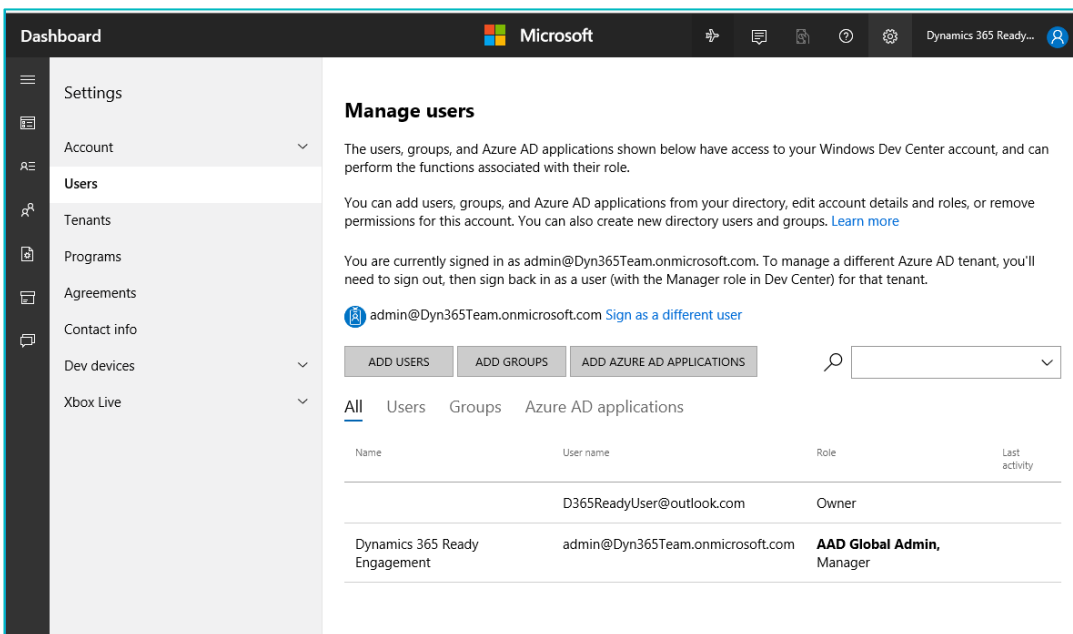 Dashboard
Microsoft
Dynamics 365 Ready...
Settings
Account
Users
Tenants
Programs
Agreements
Contact info
Dev devices
Xbox Live
Manage users
The users, groups, and Azure AD applications shown below have access to your Windows Dev Center account, and can
perform the functions associated with their role.
You can add users, groups, and Azure AD applications from your directory, edit account details and roles, or remove
permissions for this account. You can also create new directory users and groups. Learn more
You are currently signed in as admin@Dyn365Team.onmicrosoft.com. To manage a different Azure AD tenant, you'll
need to sign out, then sign back in as a user (with the Manager role in Dev Center) for that tenant.
admin@Dyn365Team.onmicrosoft.com Sign as a different user
ADD USERS ADD GROUPS ADD AZURE AD APPLICATIONS
All Users Groups Azure AD applications
Name User name Role Last
activity
D365ReadyUser@outlook.com Owner
Dynamics 365 Ready admin@Dyn365Team.onmicrosoft.com AAD Global Admin,
Engagement Manager